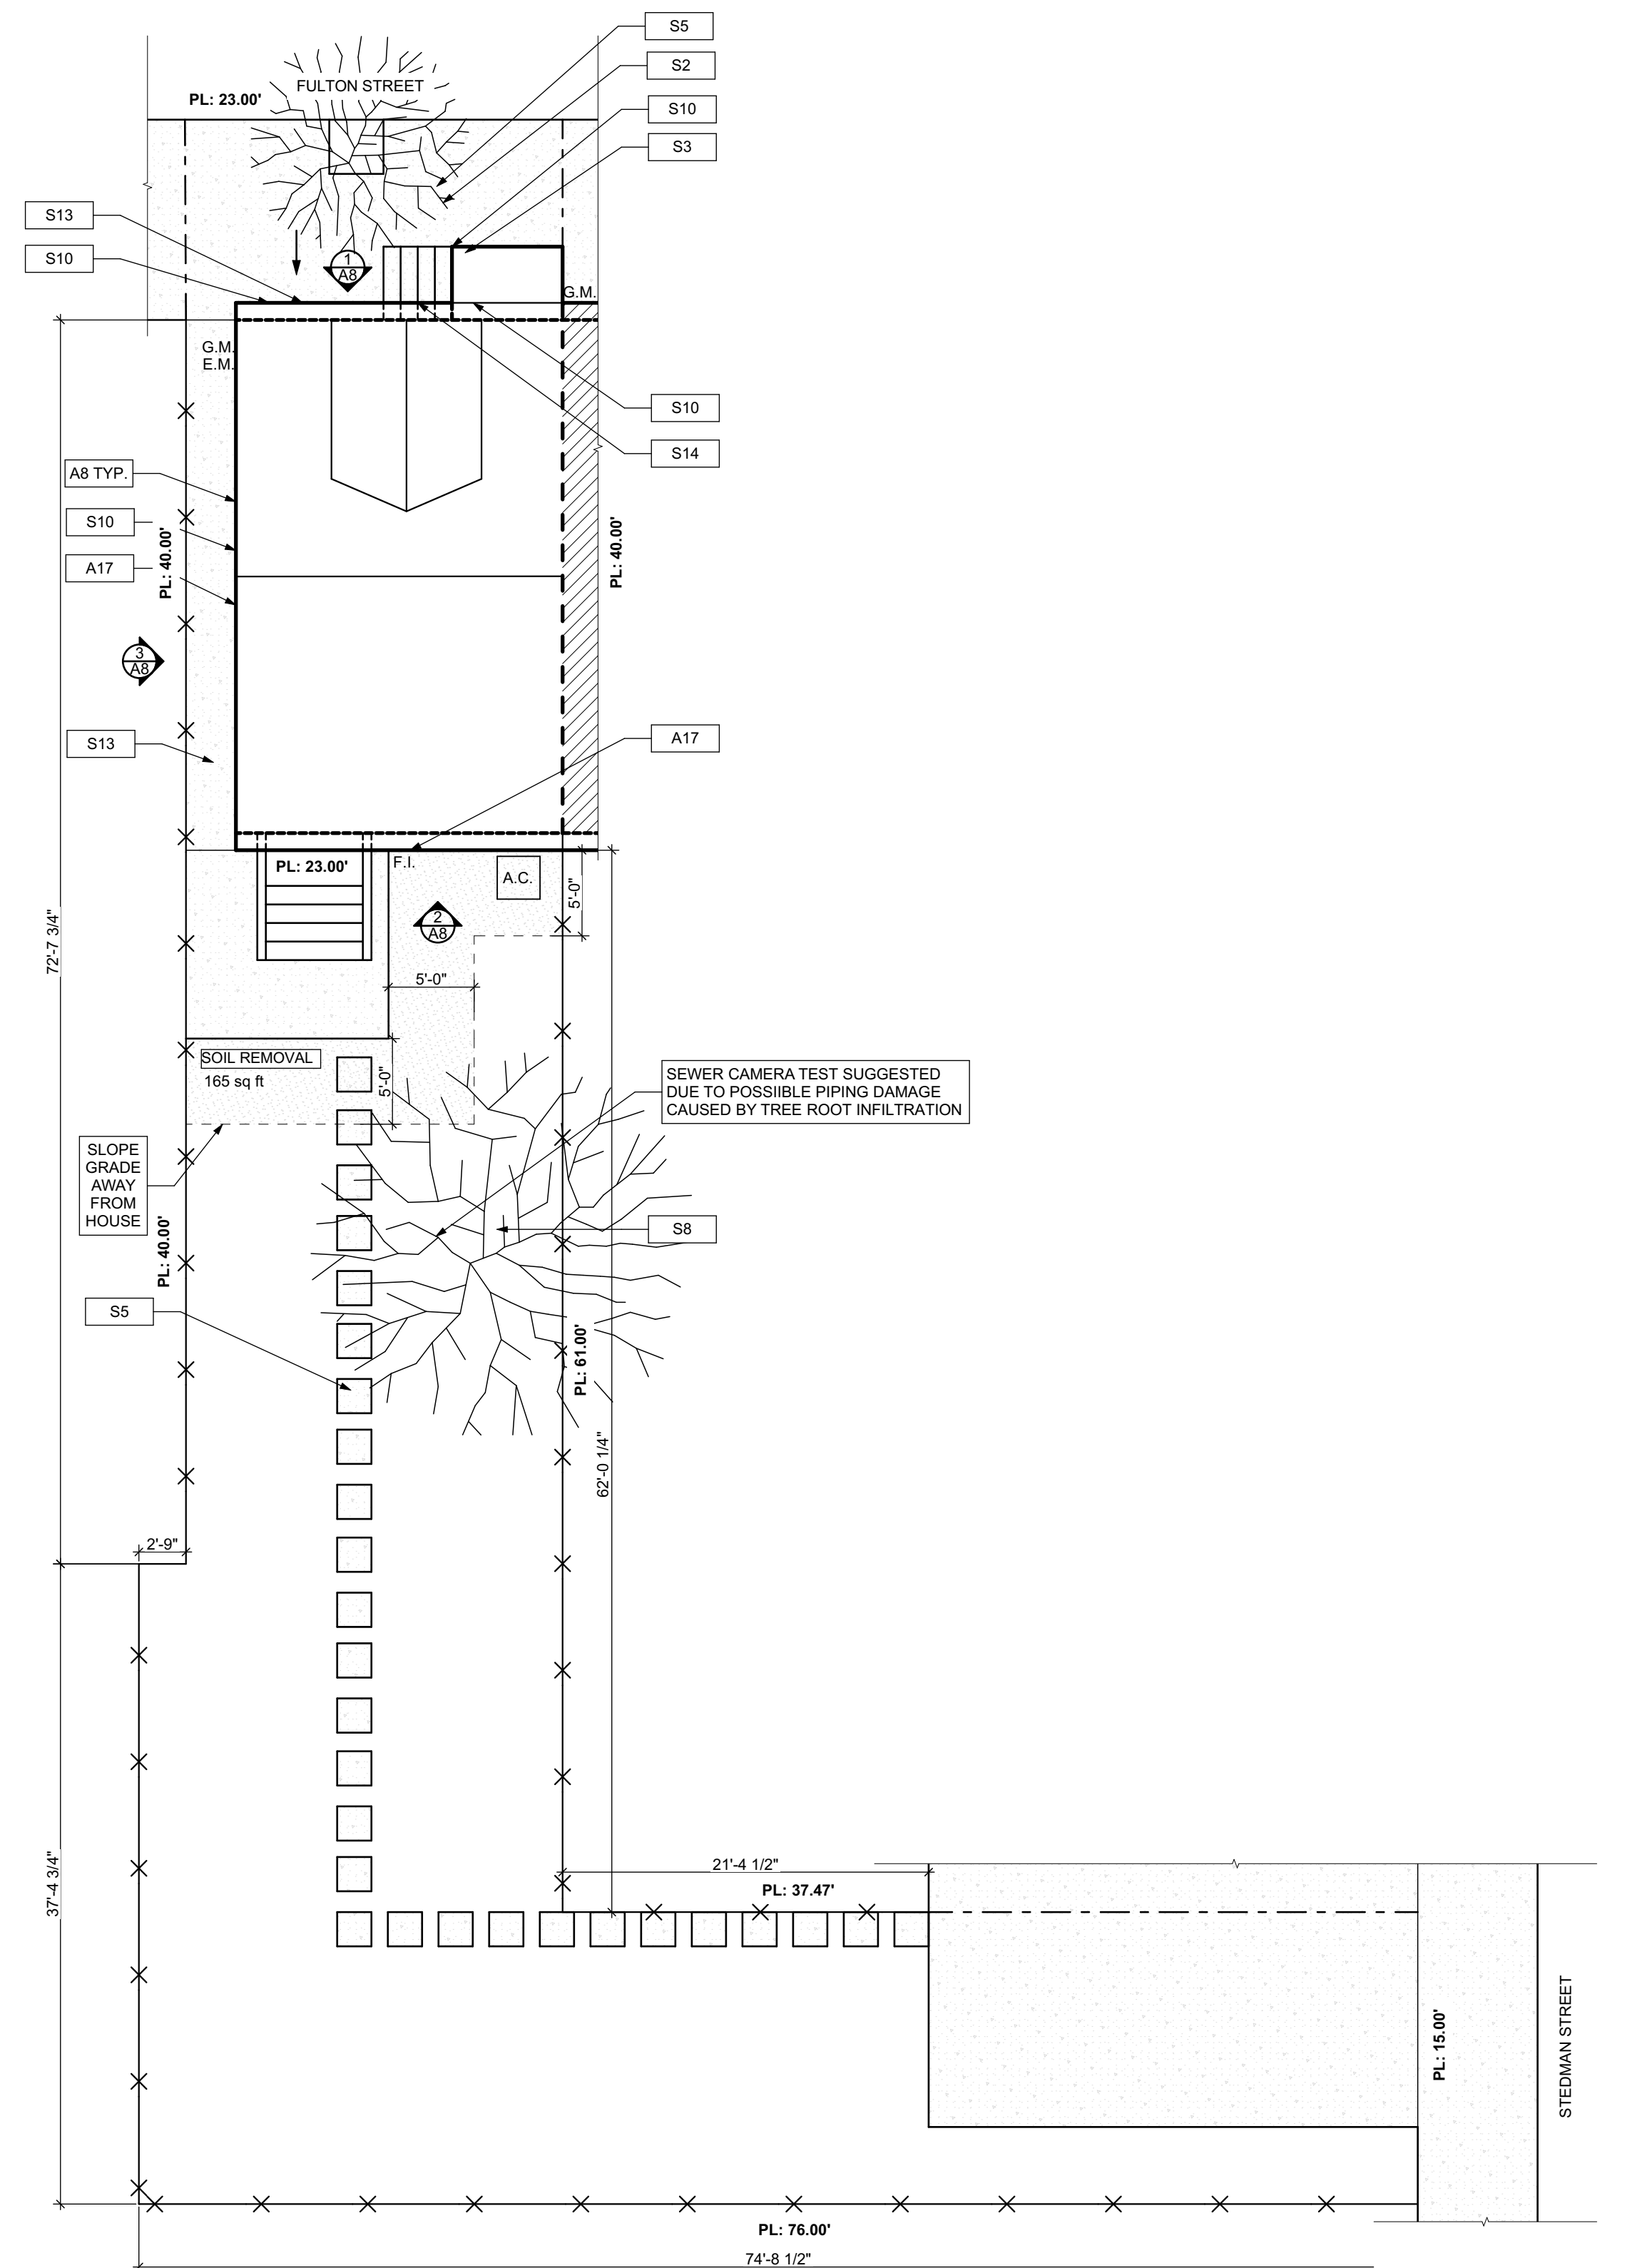 S5
FULTON STREET
S2
PL: 23.00'
S10
S3
S13
S10
1
A8
G.M.
G.M.
E.M.
S10
S14
A8 TYP.
S10
PL: 40.00'
PL: 40.00'
A17
3
A8
S13
A17
PL: 23.00'
F.I.
A.C.
5'-0"
2
A8
72'-7 3/4"
5'-0"
SOIL REMOVAL
165 sq ft
5'-0"
SEWER CAMERA TEST SUGGESTED
DUE TO POSSIIBLE PIPING DAMAGE
CAUSED BY TREE ROOT INFILTRATION
SLOPE
GRADE
AWAY
FROM
HOUSE
S8
PL: 40.00'
S5
PL: 61.00'
62'-0 1/4"
2'-9"
37'-4 3/4"
21'-4 1/2"
PL: 37.47'
PL: 15.00'
STEDMAN STREET
PL: 76.00'
74'-8 1/2"